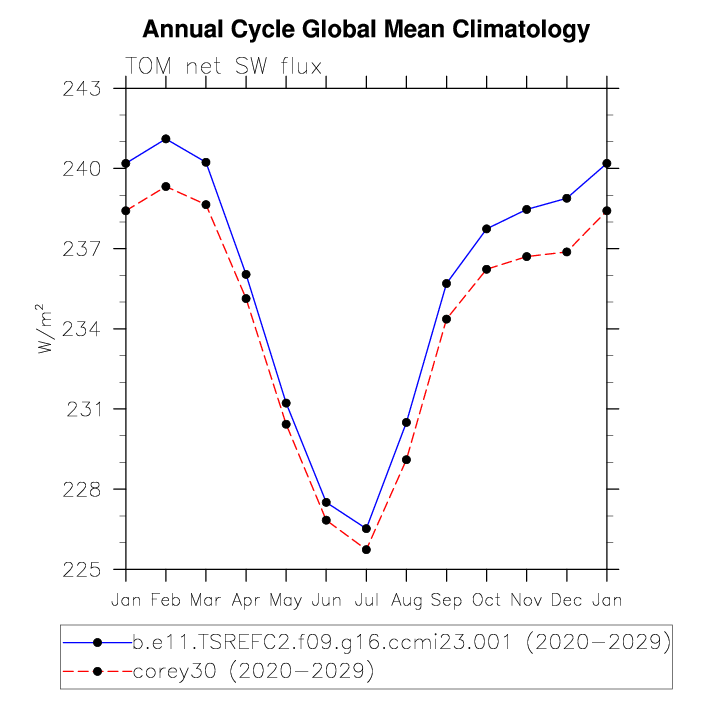 Annual Cycle Global Mean Climatology
TOM net SW flux
243
240
237
234
231
228
225
W/m²
Jan Feb Mar Apr May Jun Jul Aug Sep Oct Nov Dec Jan
b.e11.TSREFC2.f09.g16.ccmi23.001 (2020-2029)
corey30 (2020-2029)